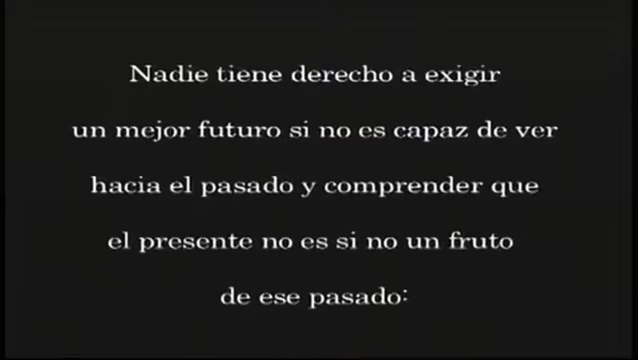 Nadie tiene derecho a exigir
un mejor futuro si no es capaz de ver
hacia el pasado y comprender que
el presente no es si no un fruto
de ese pasado: